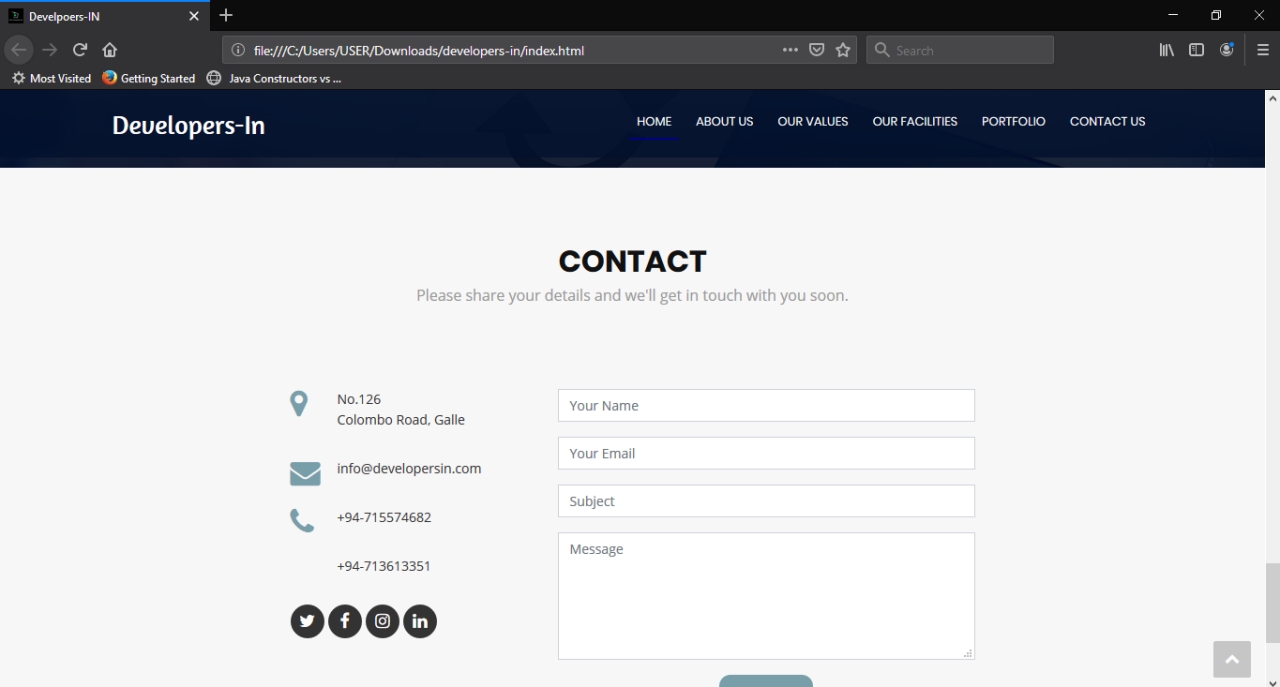 Develpoers-IN
file:///C:/Users/USER/Downloads/developers-in/index.html
Search
Most Visited
Getting Started
Java Constructors vs ...
Developers-In
HOME
ABOUT US
OUR VALUES
OUR FACILITIES
PORTFOLIO
CONTACT US
CONTACT
Please share your details and we'll get in touch with you soon.
No.126
Colombo Road, Galle
info@developersin.com
+94-715574682
+94-713613351
Your Name
Your Email
Subject
Message